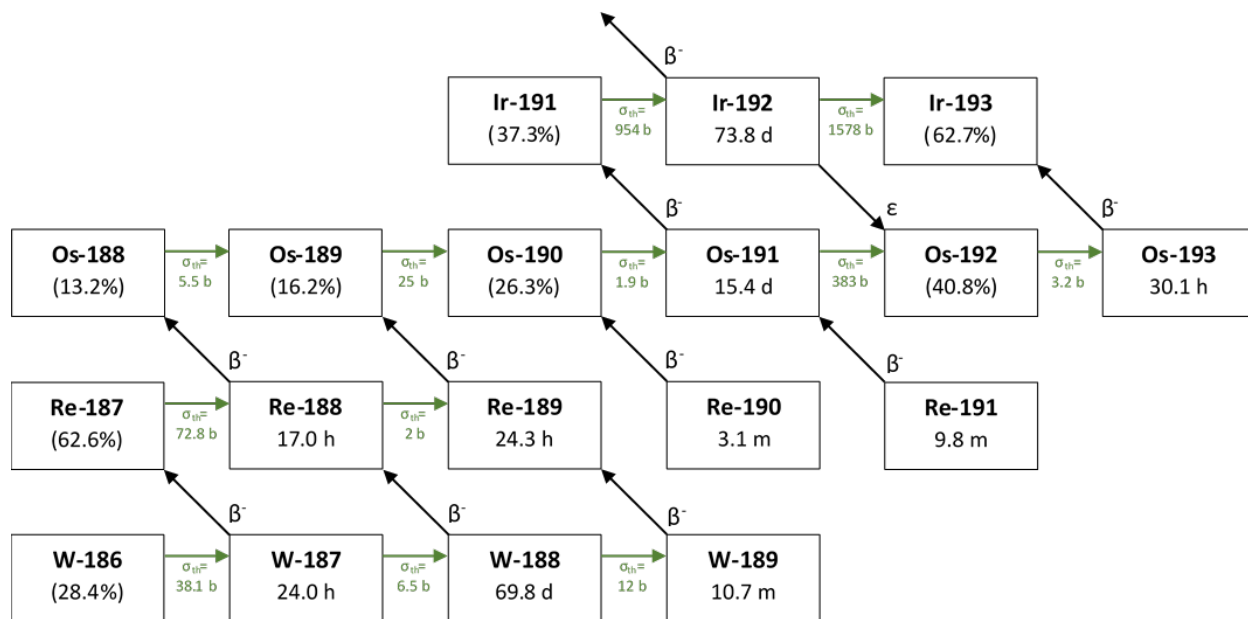 β⁻
Ir-191
(37.3%)
σth=
954 b
Ir-192
73.8 d
σth=
1578 b
Ir-193
(62.7%)
β⁻
ε
β⁻
Os-188
(13.2%)
σth=
5.5 b
Os-189
(16.2%)
σth=
25 b
Os-190
(26.3%)
σth=
1.9 b
Os-191
15.4 d
σth=
383 b
Os-192
(40.8%)
σth=
3.2 b
Os-193
30.1 h
β⁻
β⁻
β⁻
β⁻
Re-187
(62.6%)
σth=
72.8 b
Re-188
17.0 h
σth=
2 b
Re-189
24.3 h
Re-190
3.1 m
Re-191
9.8 m
β⁻
β⁻
β⁻
W-186
(28.4%)
σth=
38.1 b
W-187
24.0 h
σth=
6.5 b
W-188
69.8 d
σth=
12 b
W-189
10.7 m